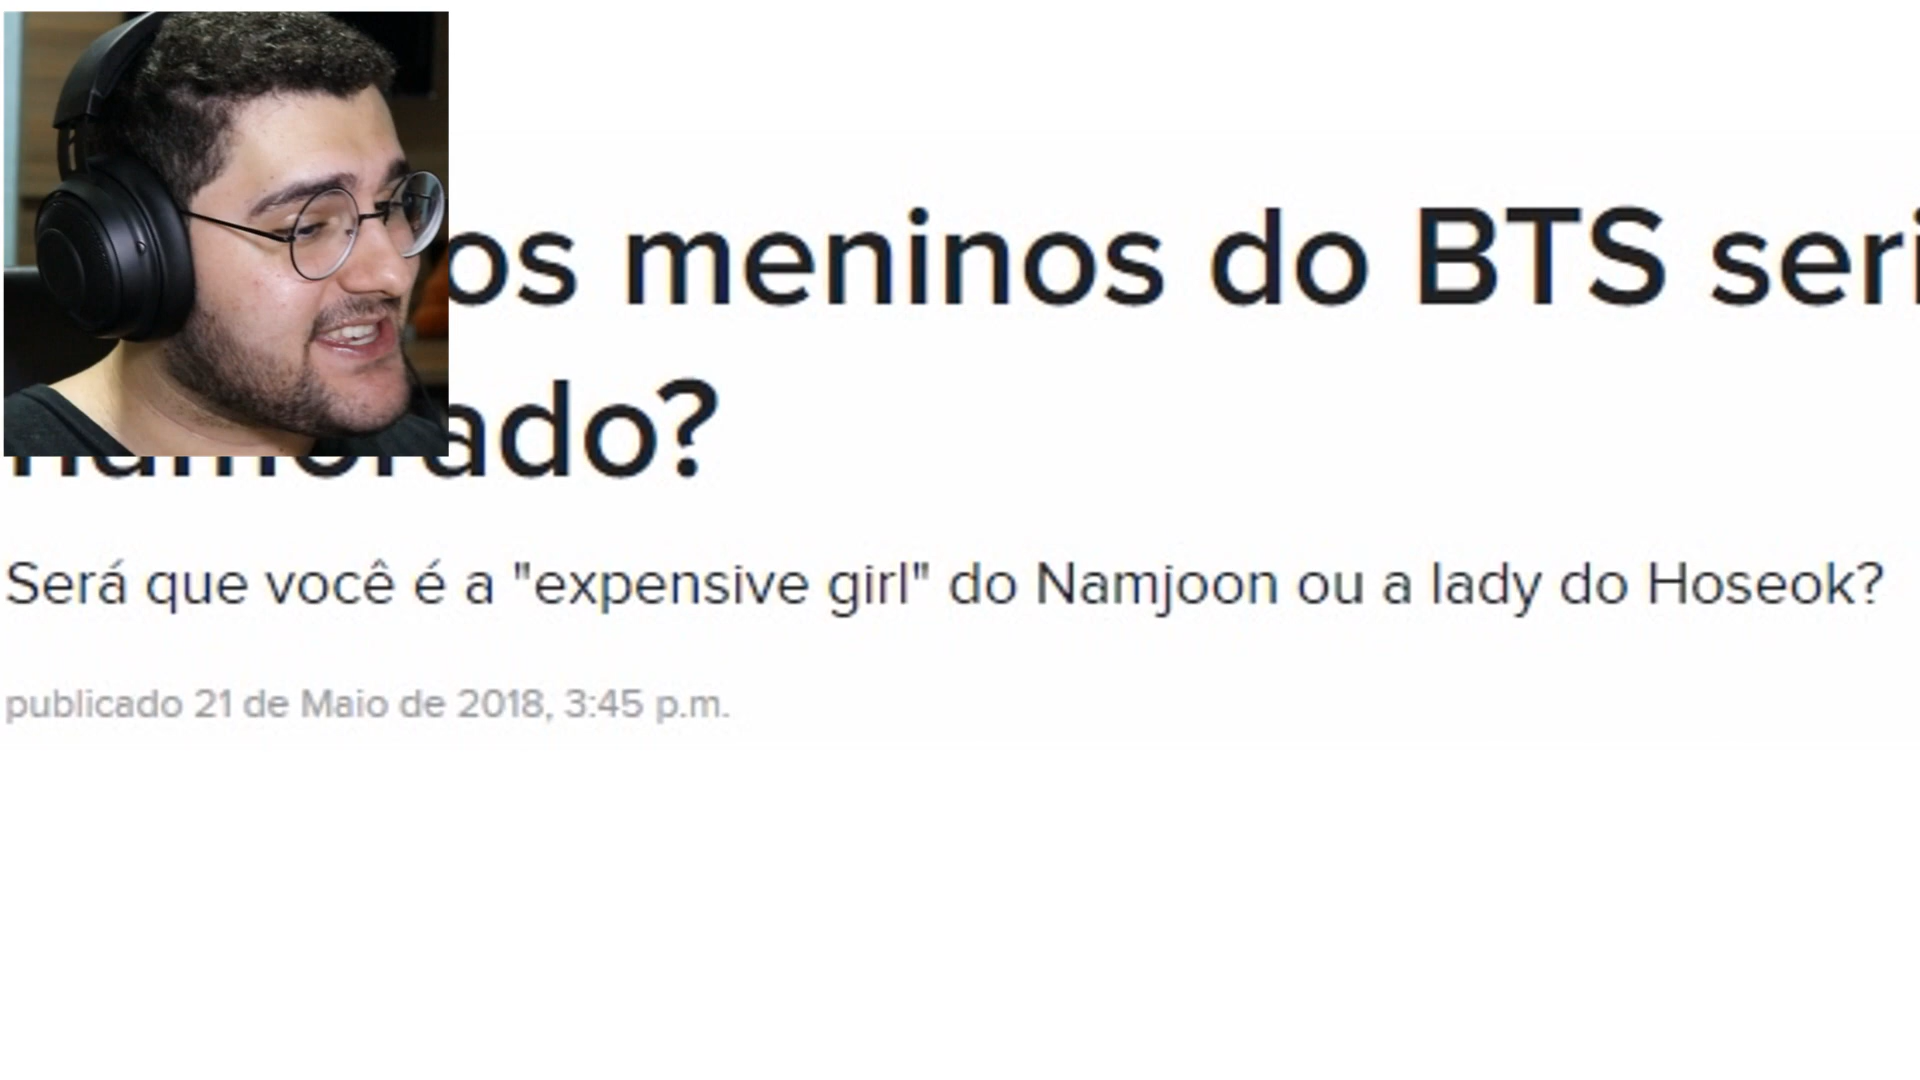 os meninos do BTS seri
namorado?
Será que você é a "expensive girl" do Namjoon ou a lady do Hoseok?
publicado 21 de Maio de 2018, 3:45 p.m.